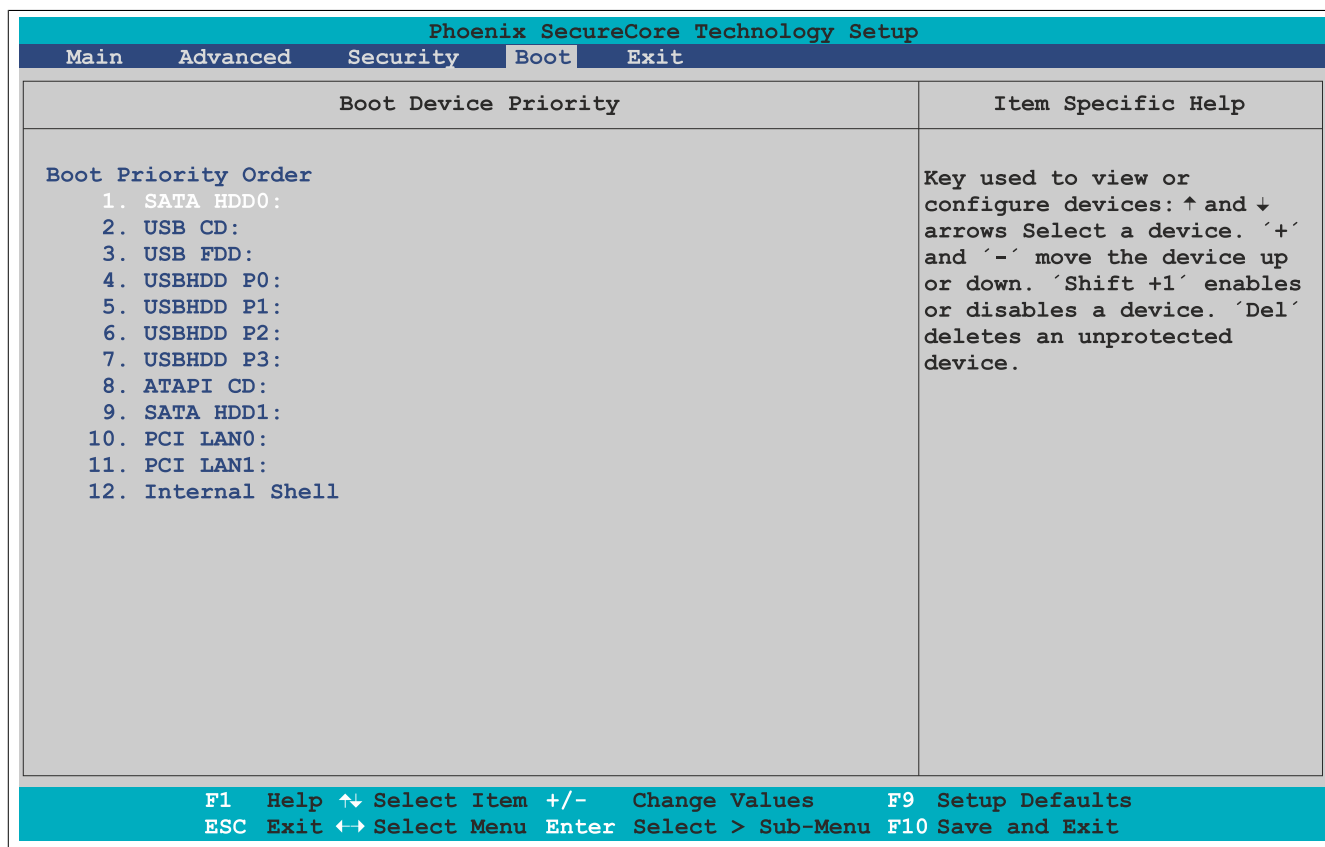 Phoenix SecureCore Technology Setup
Main Advanced Security Boot Exit
Boot Device Priority
Boot Priority Order
1. SATA HDD0:
2. USB CD:
3. USB FDD:
4. USBHDD P0:
5. USBHDD P1:
6. USBHDD P2:
7. USBHDD P3:
8. ATAPI CD:
9. SATA HDD1:
10. PCI LAN0:
11. PCI LAN1:
12. Internal Shell
Item Specific Help
Key used to view or
configure devices: ↑ and ↓
arrows Select a device. ´+´
and ´-´ move the device up
or down. ´Shift +1´ enables
or disables a device. ´Del´
deletes an unprotected
device.
F1 Help ↑↓ Select Item +/- Change Values F9 Setup Defaults
ESC Exit ←→ Select Menu Enter Select > Sub-Menu F10 Save and Exit